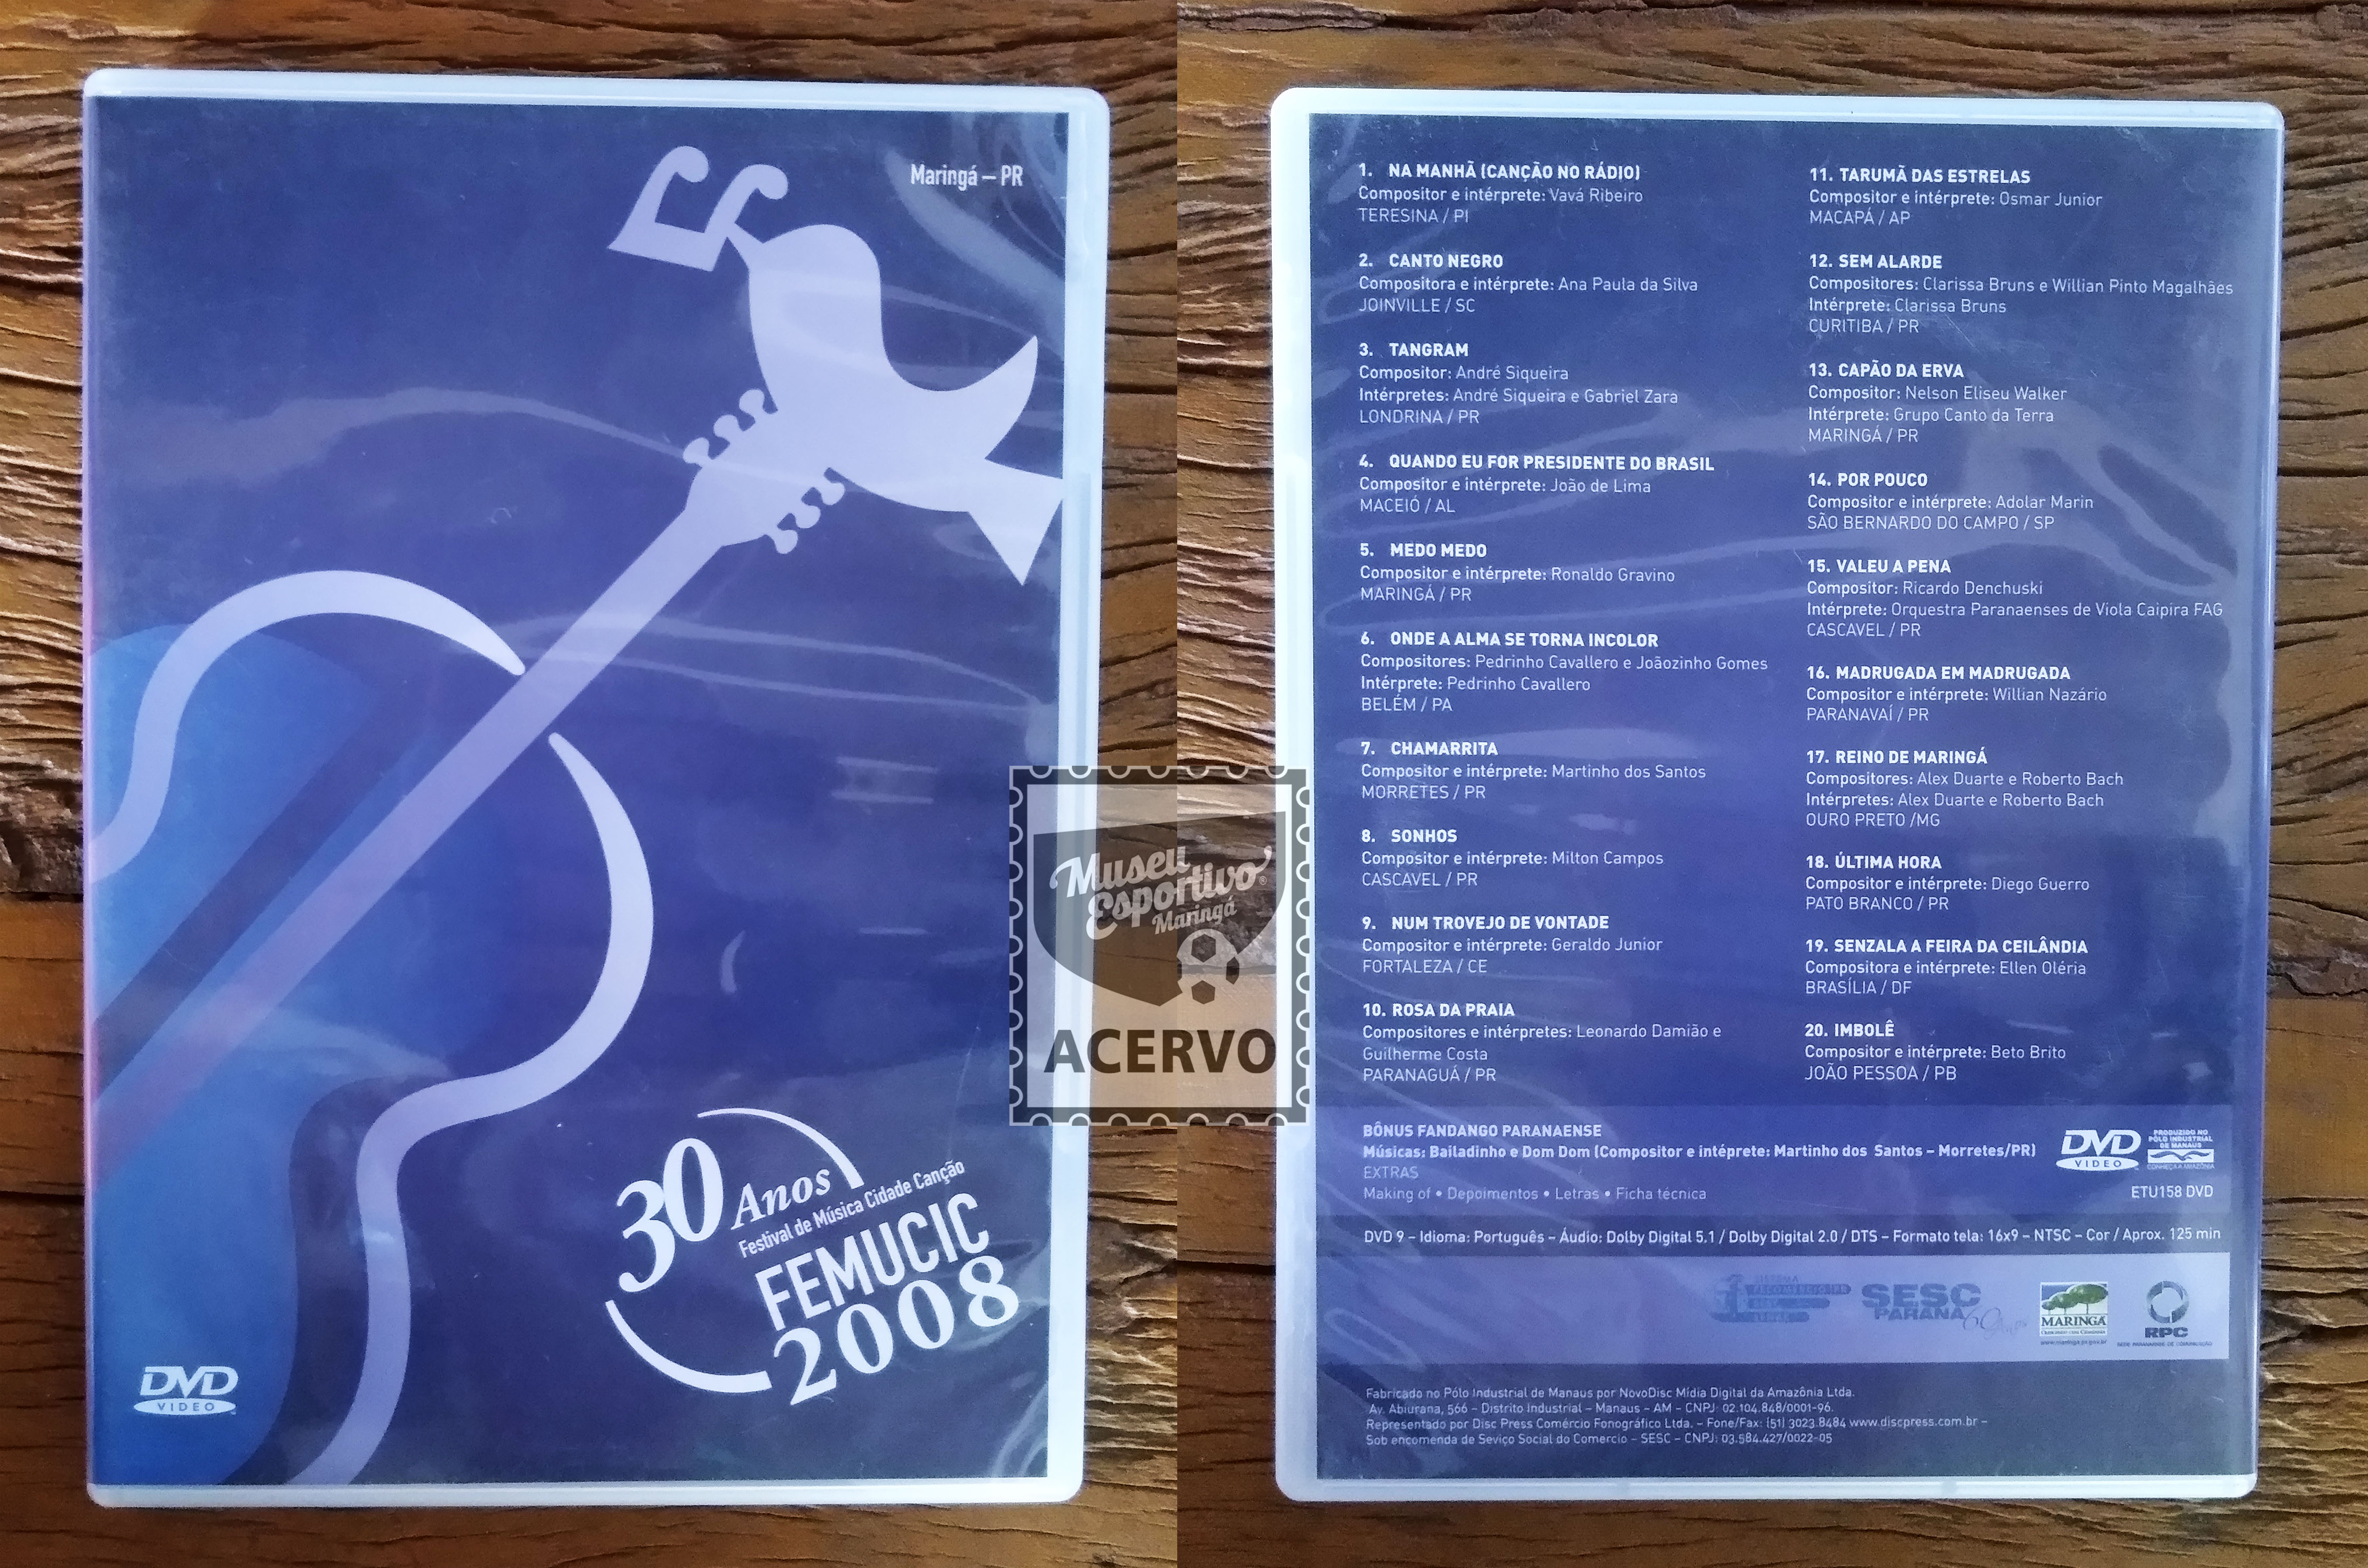 Maringá – PR
30 Anos
Festival de Música Cidade Canção
FEMUCIC
2008
DVD
VIDEO
Museu
Esportivo
Maringá
ACERVO
1. NA MANHÃ (CANÇÃO NO RÁDIO)
Compositor e intérprete: Vavá Ribeiro
TERESINA / PI
2. CANTO NEGRO
Compositora e intérprete: Ana Paula da Silva
JOINVILLE / SC
3. TANGRAM
Compositor: André Siqueira
Intérpretes: André Siqueira e Gabriel Zara
LONDRINA / PR
4. QUANDO EU FOR PRESIDENTE DO BRASIL
Compositor e intérprete: João de Lima
MACEIÓ / AL
5. MEDO MEDO
Compositor e intérprete: Ronaldo Gravino
MARINGÁ / PR
6. ONDE A ALMA SE TORNA INCOLOR
Compositores: Pedrinho Cavallero e Joãozinho Gomes
Intérprete: Pedrinho Cavallero
BELÉM / PA
7. CHAMARRITA
Compositor e intérprete: Martinho dos Santos
MORRETES / PR
8. SONHOS
Compositor e intérprete: Milton Campos
CASCAVEL / PR
9. NUM TROVEJO DE VONTADE
Compositor e intérprete: Geraldo Junior
FORTALEZA / CE
10. ROSA DA PRAIA
Compositores e intérpretes: Leonardo Damião e
Guilherme Costa
PARANAGUÁ / PR
11. TARUMÃ DAS ESTRELAS
Compositor e intérprete: Osmar Junior
MACAPÁ / AP
12. SEM ALARDE
Compositores: Clarissa Bruns e Willian Pinto Magalhães
Intérprete: Clarissa Bruns
CURITIBA / PR
13. CAPÃO DA ERVA
Compositor: Nelson Eliseu Walker
Intérprete: Grupo Canto da Terra
MARINGÁ / PR
14. POR POUCO
Compositor e intérprete: Adolar Marin
SÃO BERNARDO DO CAMPO / SP
15. VALEU A PENA
Compositor: Ricardo Denchuski
Intérprete: Orquestra Paranaenses de Viola Caipira FAG
CASCAVEL / PR
16. MADRUGADA EM MADRUGADA
Compositor e intérprete: Willian Nazário
PARANAVAÍ / PR
17. REINO DE MARINGÁ
Compositores: Alex Duarte e Roberto Bach
Intérpretes: Alex Duarte e Roberto Bach
OURO PRETO /MG
18. ÚLTIMA HORA
Compositor e intérprete: Diego Guerro
PATO BRANCO / PR
19. SENZALA A FEIRA DA CEILÂNDIA
Compositora e intérprete: Ellen Oléria
BRASÍLIA / DF
20. IMBOLÊ
Compositor e intérprete: Beto Brito
JOÃO PESSOA / PB
BÔNUS FANDANGO PARANAENSE
Músicas: Bailadinho e Dom Dom (Compositor e intéprete: Martinho dos Santos – Morretes/PR)
EXTRAS
Making of • Depoimentos • Letras • Ficha técnica
DVD
VIDEO
PRODUZIDO NO
PÓLO INDUSTRIAL
DE MANAUS
CONHEÇA A AMAZÔNIA
ETU158 DVD
DVD 9 – Idioma: Português – Áudio: Dolby Digital 5.1 / Dolby Digital 2.0 / DTS – Formato tela: 16x9 – NTSC – Cor / Aprox. 125 min
SESC
PARANÁ
MARINGÁ
RPC
Fabricado no Pólo Industrial de Manaus por NovoDisc Mídia Digital da Amazônia Ltda.
Av. Abiurana, 566 – Distrito Industrial – Manaus – AM – CNPJ: 02.104.848/0001-96.
Representado por Disc Press Comércio Fonográfico Ltda. – Fone/Fax: (51) 3023.8484 www.discpress.com.br –
Sob encomenda de Seviço Social do Comercio – SESC – CNPJ: 03.584.427/0022-05